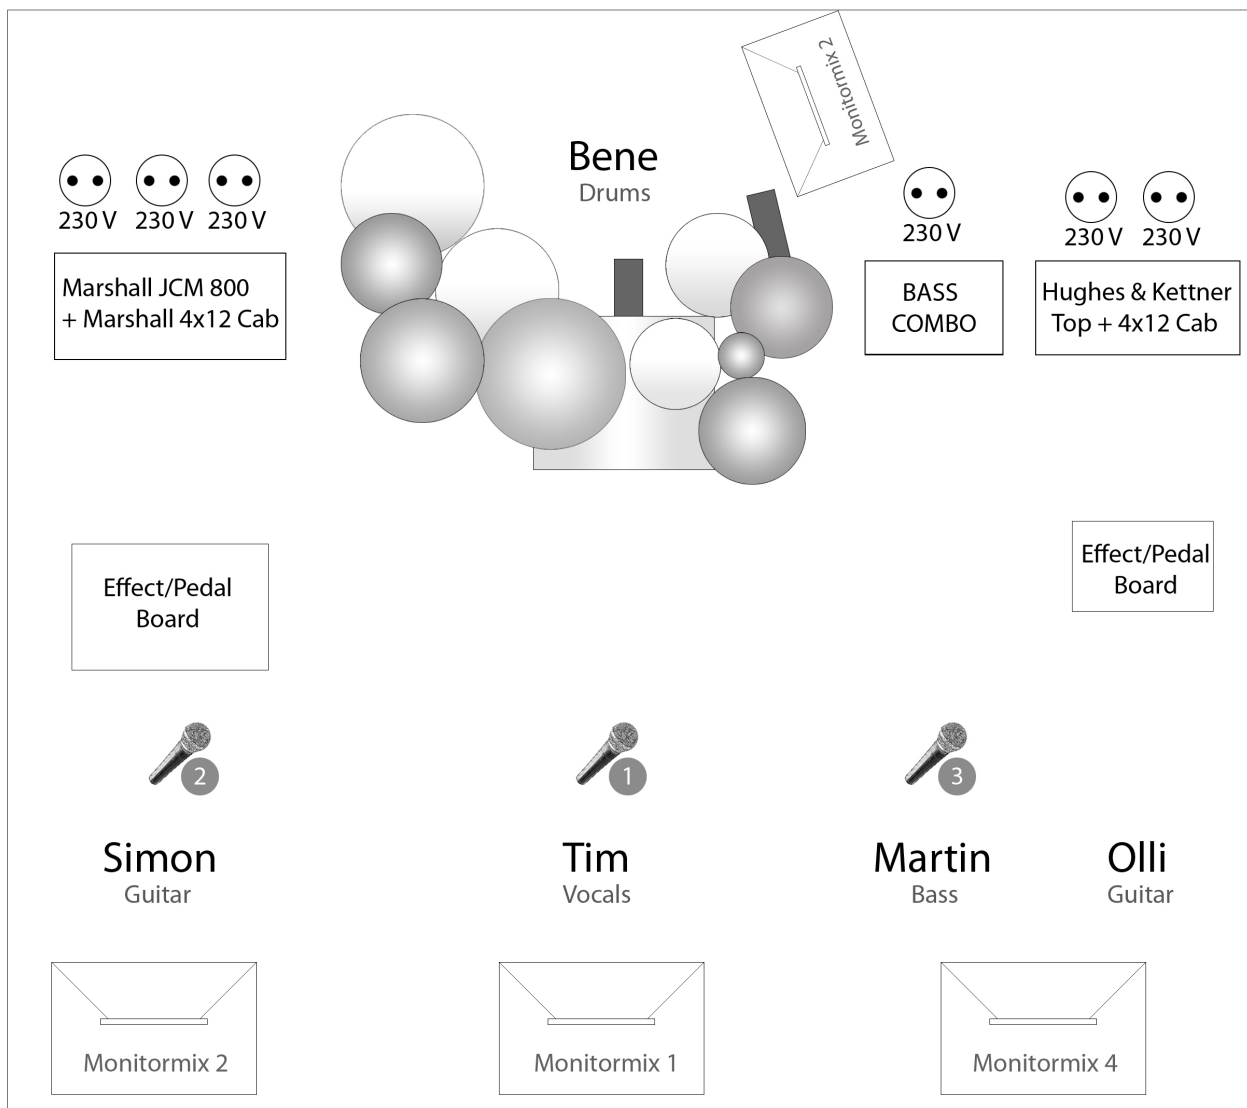 Monitormix 2
Bene
Drums
230 V
230 V
230 V
230 V
230 V
230 V
Marshall JCM 800
+ Marshall 4x12 Cab
BASS
COMBO
Hughes & Kettner
Top + 4x12 Cab
Effect/Pedal
Board
Effect/Pedal
Board
2
1
3
Simon
Guitar
Tim
Vocals
Martin
Bass
Olli
Guitar
Monitormix 2
Monitormix 1
Monitormix 4